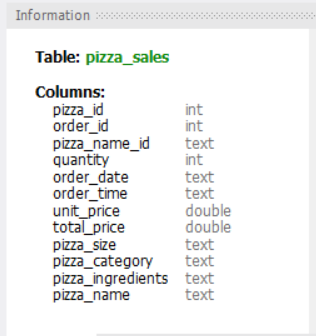 Information
Table: pizza_sales
Columns:
pizza_id int
order_id int
pizza_name_id text
quantity int
order_date text
order_time text
unit_price double
total_price double
pizza_size text
pizza_category text
pizza_ingredients text
pizza_name text